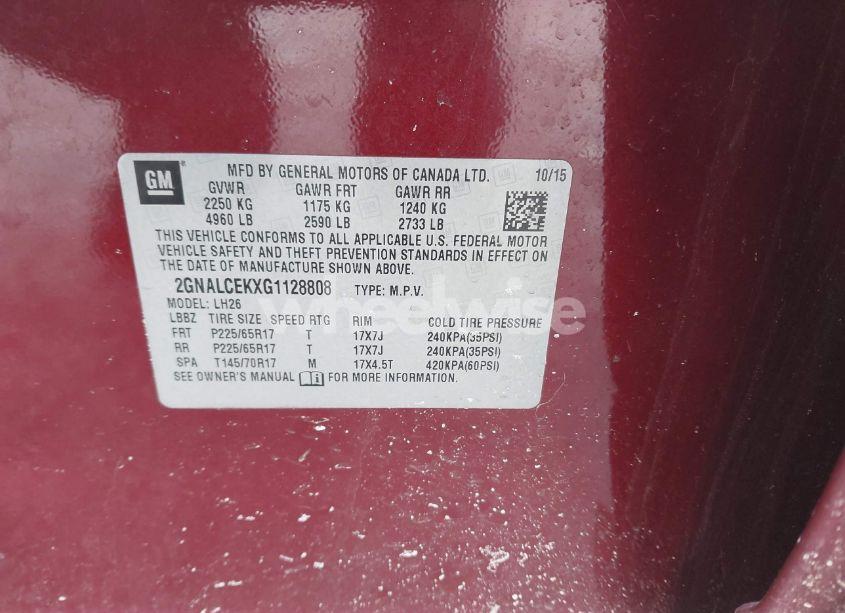 GM
MFD BY GENERAL MOTORS OF CANADA LTD. 10/15
GVWR GAWR FRT GAWR RR
2250 KG 1175 KG 1240 KG
4960 LB 2590 LB 2733 LB
THIS VEHICLE CONFORMS TO ALL APPLICABLE U.S. FEDERAL MOTOR
VEHICLE SAFETY AND THEFT PREVENTION STANDARDS IN EFFECT ON
THE DATE OF MANUFACTURE SHOWN ABOVE.
2GNALCEKXG1128808 TYPE: M.P.V.
MODEL: LH26
wheelwise
LBBZ TIRE SIZE SPEED RTG RIM COLD TIRE PRESSURE
FRT P225/65R17 T 17X7J 240KPA(35PSI)
RR P225/65R17 T 17X7J 240KPA(35PSI)
SPA T145/70R17 M 17X4.5T 420KPA(60PSI)
SEE OWNER'S MANUAL FOR MORE INFORMATION.